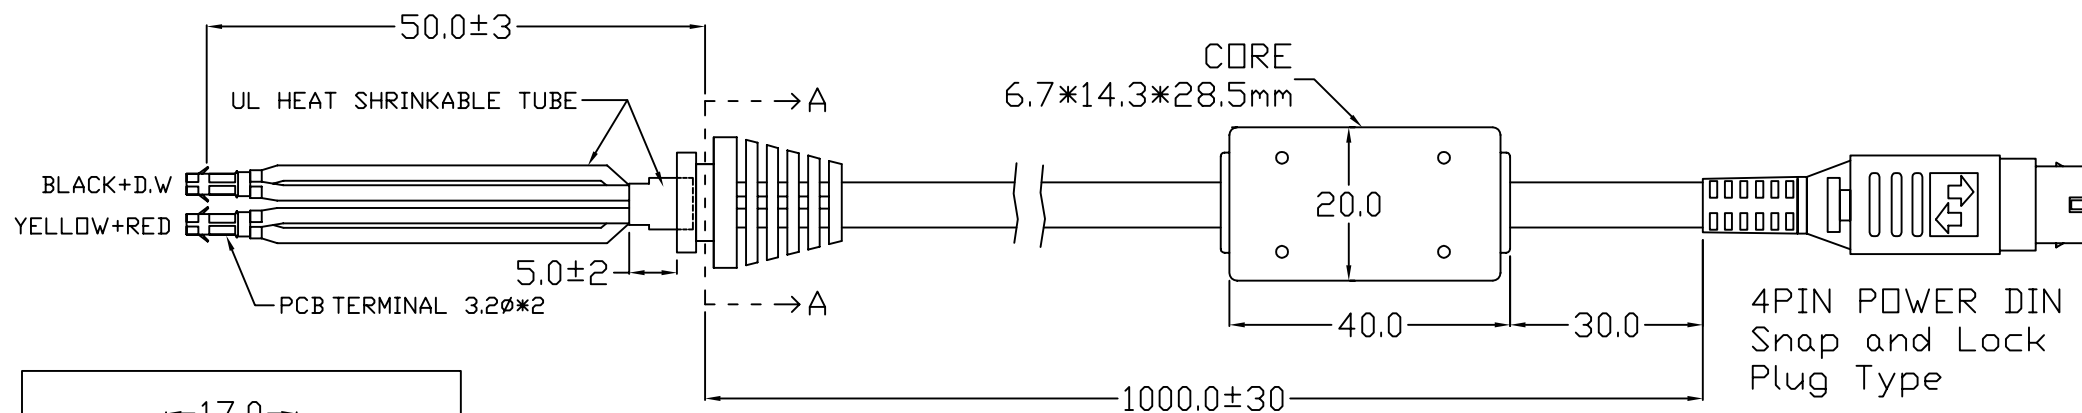 50.0±3
CORE
6.7*14.3*28.5mm
UL HEAT SHRINKABLE TUBE
A
BLACK+D.W
20.0
YELLOW+RED
5.0±2
PCB TERMINAL 3.2ø*2
A
40.0
30.0
4PIN POWER DIN
Snap and Lock
Plug Type
1000.0±30
17.0